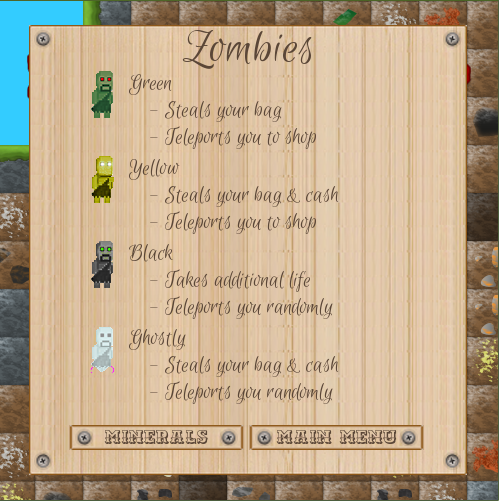 Zombies
Green
- Steals your bag
- Teleports you to shop
Yellow
- Steals your bag & cash
- Teleports you to shop
Black
- Takes additional life
- Teleports you randomly
Ghostly
- Steals your bag & cash
- Teleports you randomly
MINERALS
MAIN MENU